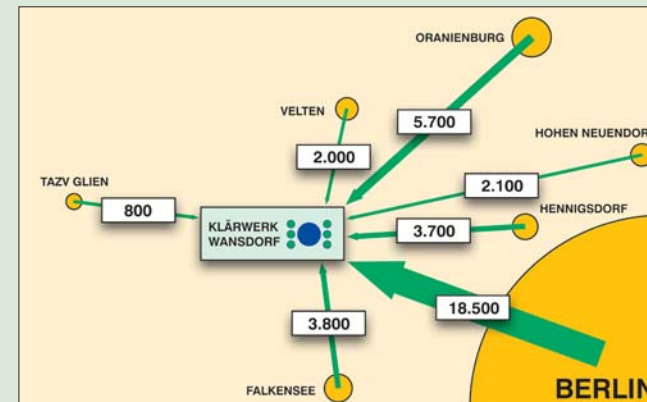 ORANIENBURG
VELTEN
5.700
HOHEN NEUENDOR
2.000
TAZV GLIEN
2.100
800
HENNIGSDORF
KLÄRWERK
WANSDORF
3.700
18.500
3.800
FALKENSEE
BERLIN